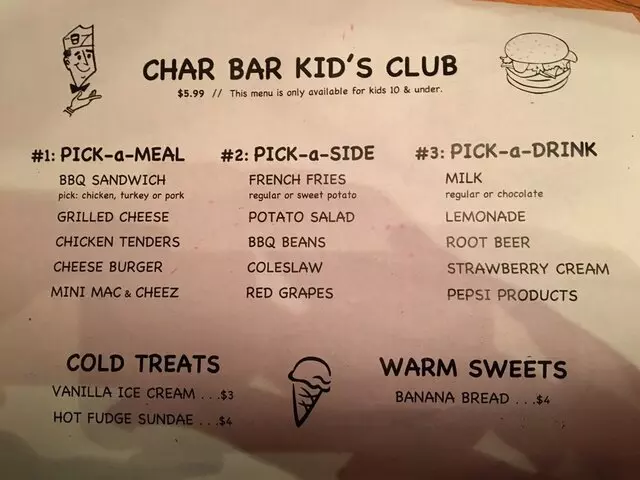 CHAR BAR KID'S CLUB
$5.99 // This menu is only available for kids 10 & under.
#1: PICK-a-MEAL
BBQ SANDWICH
pick: chicken, turkey or pork
GRILLED CHEESE
CHICKEN TENDERS
CHEESE BURGER
MINI MAC & CHEEZ
#2: PICK-a-SIDE
FRENCH FRIES
regular or sweet potato
POTATO SALAD
BBQ BEANS
COLESLAW
RED GRAPES
#3: PICK-a-DRINK
MILK
regular or chocolate
LEMONADE
ROOT BEER
STRAWBERRY CREAM
PEPSI PRODUCTS
COLD TREATS
VANILLA ICE CREAM ...$3
HOT FUDGE SUNDAE ...$4
WARM SWEETS
BANANA BREAD ...$4